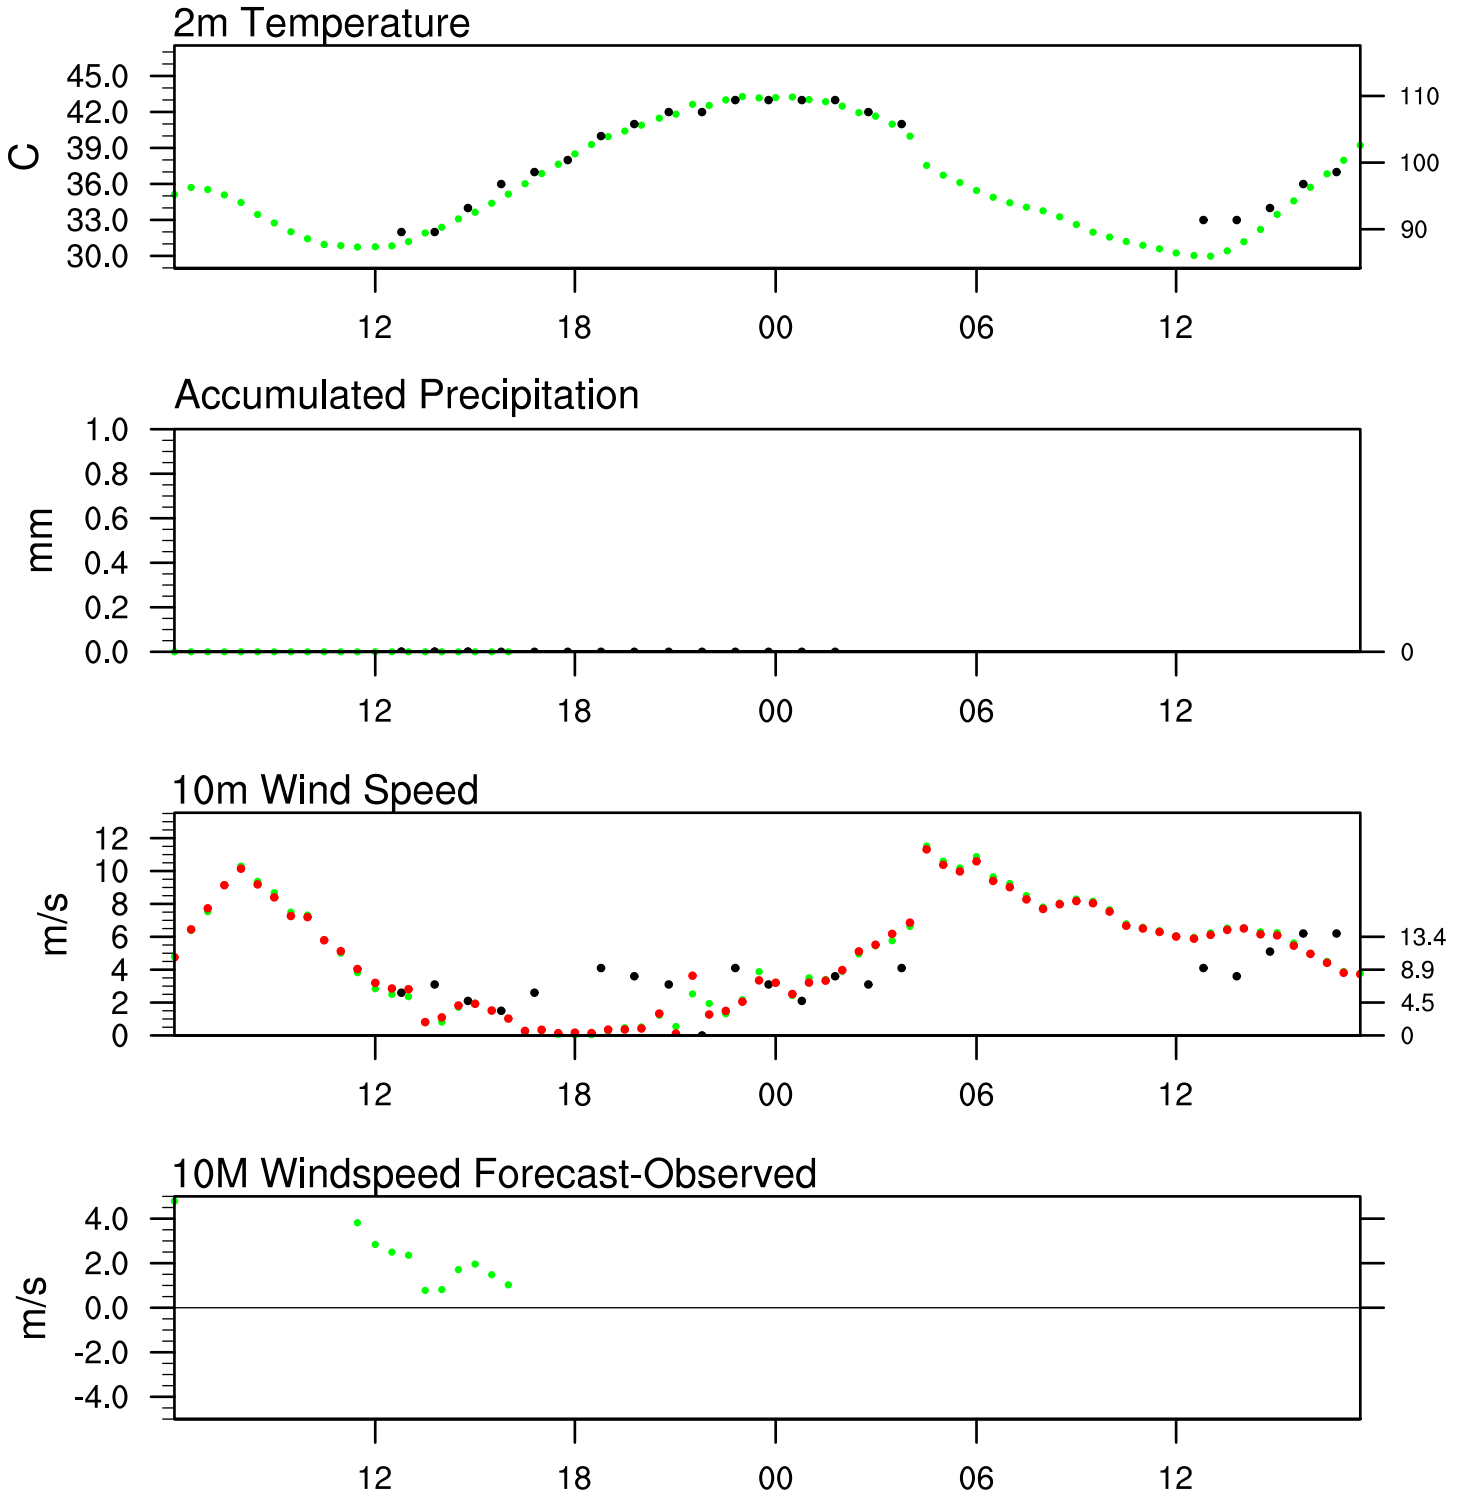 2m Temperature
C
45.0
42.0
39.0
36.0
33.0
30.0
110
100
90
12 18 00 06 12
Accumulated Precipitation
mm
1.0
0.8
0.6
0.4
0.2
0.0
0
12 18 00 06 12
10m Wind Speed
m/s
12
10
8
6
4
2
0
13.4
8.9
4.5
0
12 18 00 06 12
10M Windspeed Forecast-Observed
m/s
4.0
2.0
0.0
-2.0
-4.0
12 18 00 06 12